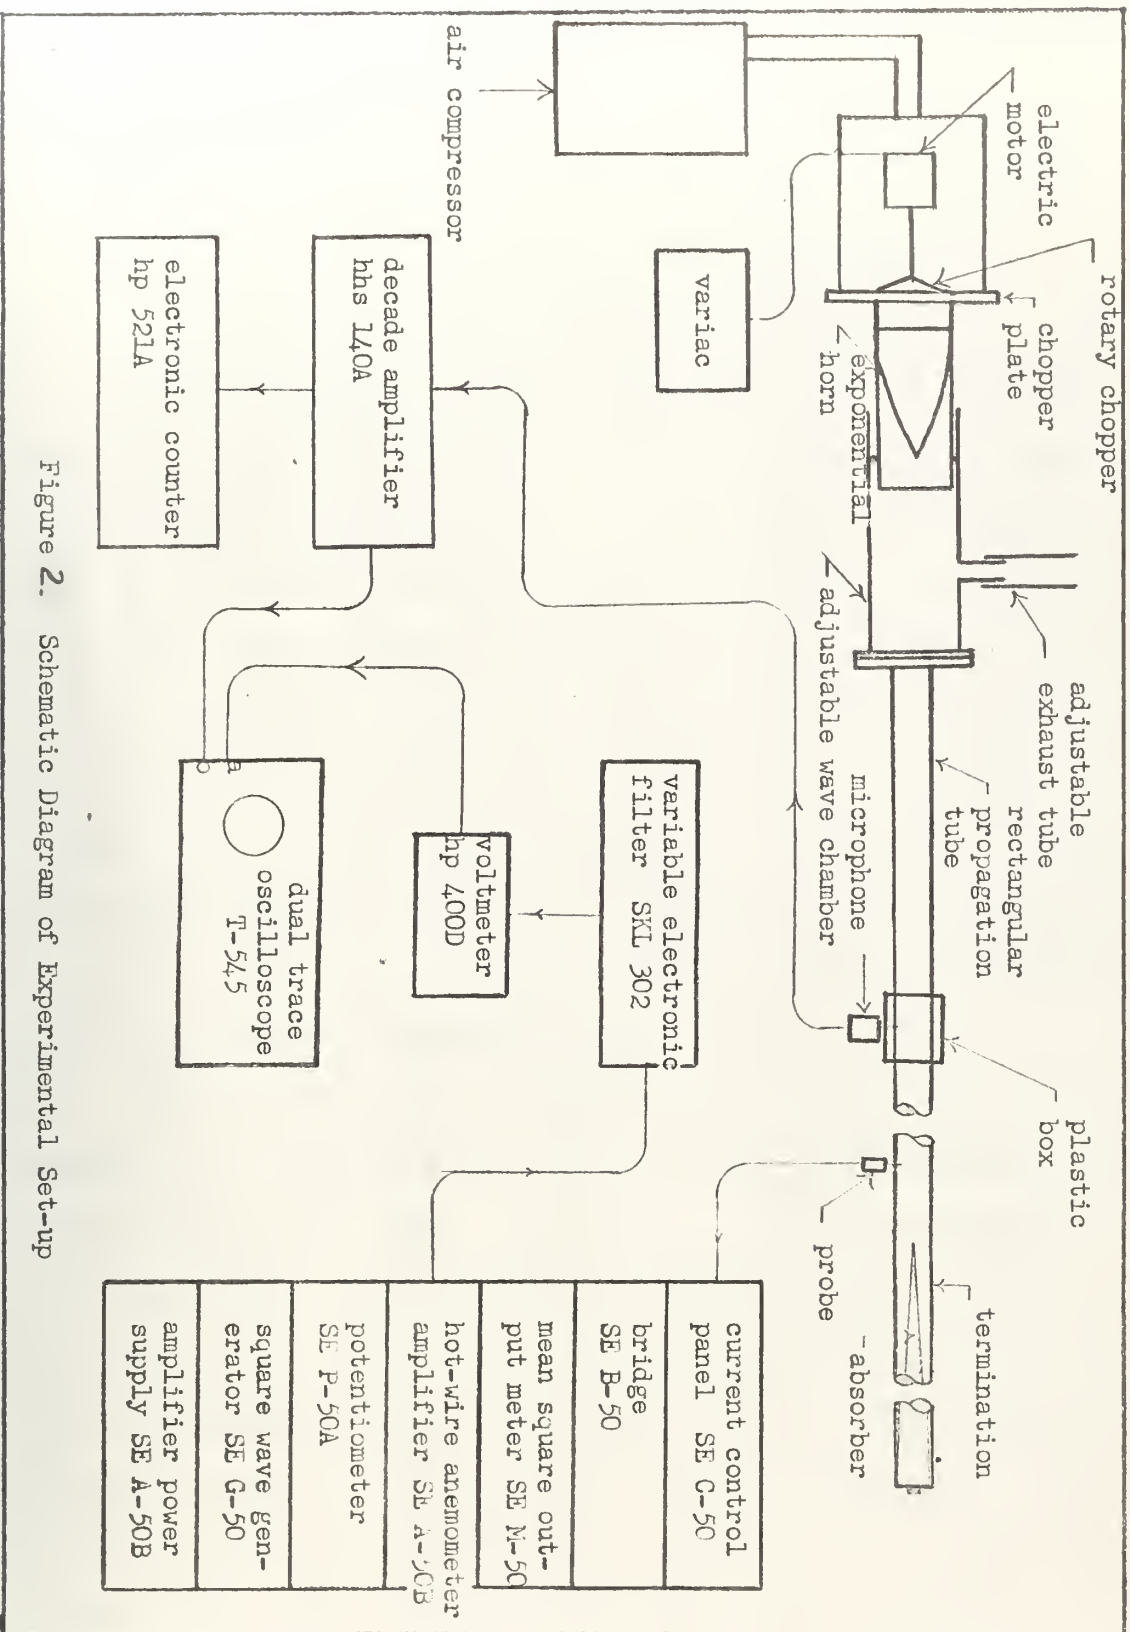 rotary chopper
electric
motor
chopper
plate
adjustable
exhaust tube
rectangular
propagation
tube
plastic
box
termination
exponential
horn
adjustable wave chamber
microphone
probe
absorber
air compressor
variac
decade amplifier
hhs 140A
electronic counter
hp 521A
variable electronic
filter SKL 302
voltmeter
hp 400D
a
b
dual trace
oscilloscope
T-545
current control
panel SE C-50
bridge
SE B-50
mean square out-
put meter SE M-50
hot-wire anemometer
amplifier SE A-50B
potentiometer
SE P-50A
square wave gen-
erator SE G-50
amplifier power
supply SE A-50B
Figure 2. Schematic Diagram of Experimental Set-up